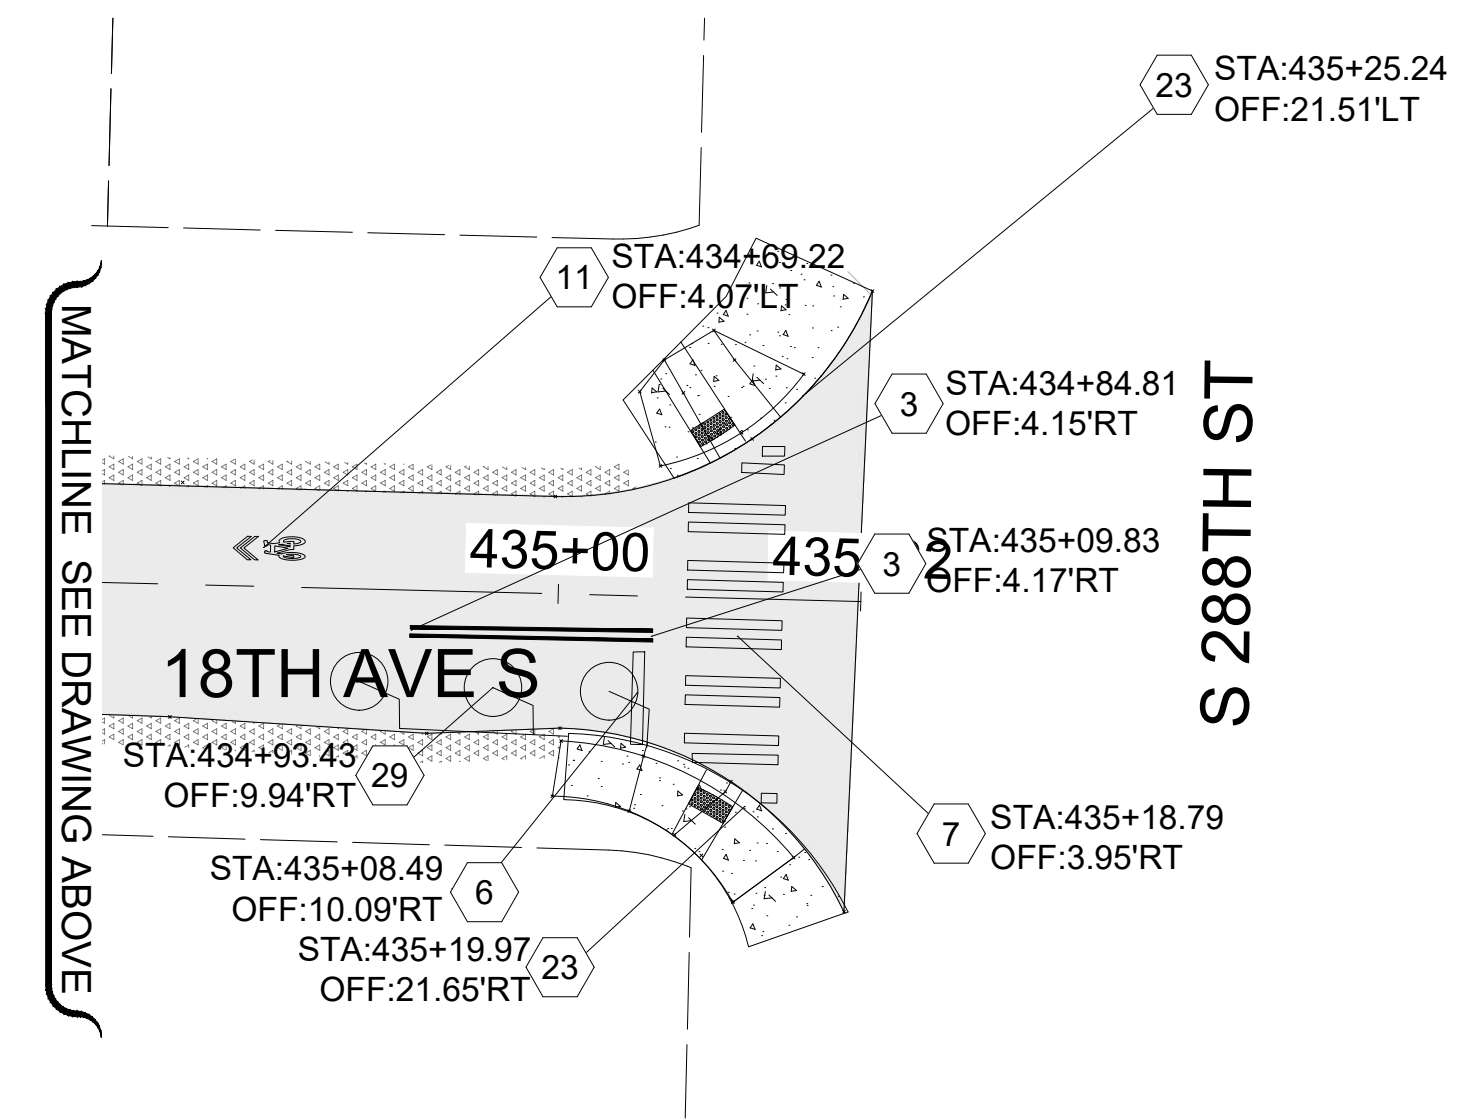 23
STA:435+25.24
OFF:21.51'LT
11
STA:434+69.22
OFF:4.07'LT
3
STA:434+84.81
OFF:4.15'RT
MATCHLINE SEE DRAWING ABOVE
S 288TH ST
435+00
435
2
3
STA:435+09.83
OFF:4.17'RT
18TH AVE S
STA:434+93.43
OFF:9.94'RT
29
7
STA:435+18.79
OFF:3.95'RT
STA:435+08.49
OFF:10.09'RT
6
STA:435+19.97
OFF:21.65'RT
23